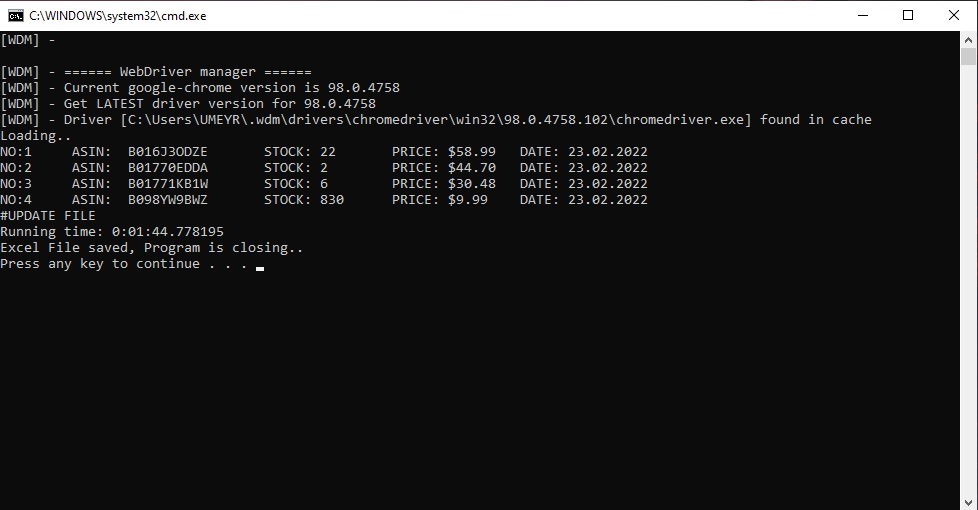 C:\WINDOWS\system32\cmd.exe
[WDM] -
[WDM] - ====== WebDriver manager ======
[WDM] - Current google-chrome version is 98.0.4758
[WDM] - Get LATEST driver version for 98.0.4758
[WDM] - Driver [C:\Users\UMEYR\.wdm\drivers\chromedriver\win32\98.0.4758.102\chromedriver.exe] found in cache
Loading..
NO:1 ASIN: B016J3ODZE STOCK: 22 PRICE: $58.99 DATE: 23.02.2022
NO:2 ASIN: B01770EDDA STOCK: 2 PRICE: $44.70 DATE: 23.02.2022
NO:3 ASIN: B01771KB1W STOCK: 6 PRICE: $30.48 DATE: 23.02.2022
NO:4 ASIN: B098YW9BWZ STOCK: 830 PRICE: $9.99 DATE: 23.02.2022
#UPDATE FILE
Running time: 0:01:44.778195
Excel File saved, Program is closing..
Press any key to continue . . .